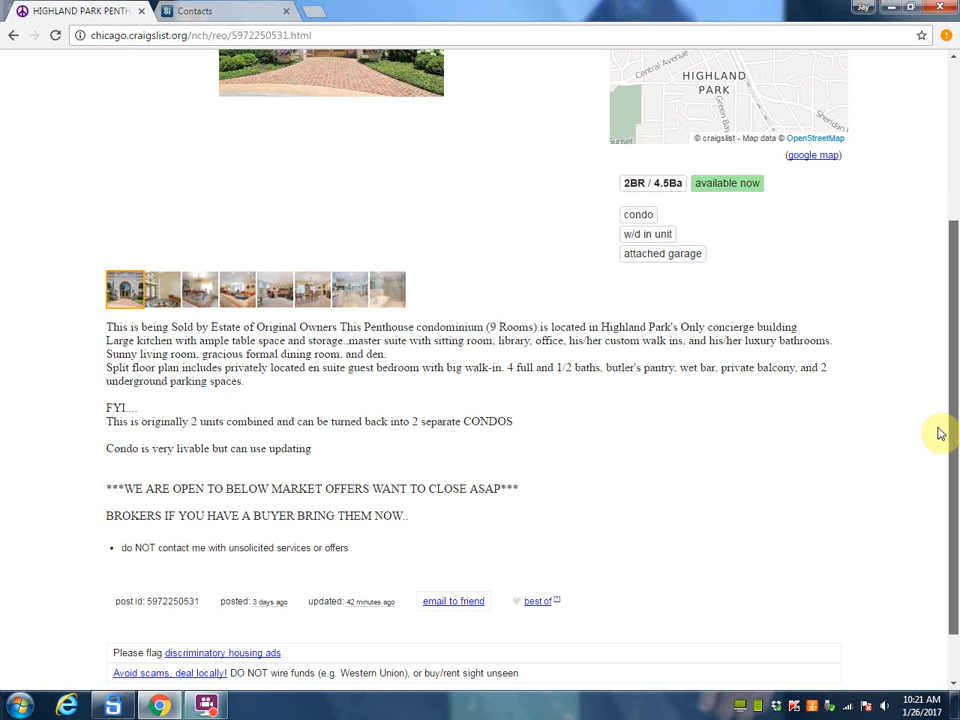 HIGHLAND PARK PENTH
Contacts
Jay
chicago.craigslist.org/nch/reo/5972250531.html
Central Avenue
HIGHLAND
PARK
Green Bay
Sheridan
Sunset
© craigslist - Map data © OpenStreetMap
(google map)
2BR / 4.5Ba available now
condo
w/d in unit
attached garage
This is being Sold by Estate of Original Owners This Penthouse condominium (9 Rooms) is located in Highland Park's Only concierge building
Large kitchen with ample table space and storage.,master suite with sitting room, library, office, his/her custom walk ins, and his/her luxury bathrooms.
Sunny living room, gracious formal dining room, and den.
Split floor plan includes privately located en suite guest bedroom with big walk-in. 4 full and 1/2 baths, butler's pantry, wet bar, private balcony, and 2
underground parking spaces.
FYI....
This is originally 2 units combined and can be turned back into 2 separate CONDOS
Condo is very livable but can use updating
***WE ARE OPEN TO BELOW MARKET OFFERS WANT TO CLOSE ASAP***
BROKERS IF YOU HAVE A BUYER BRING THEM NOW..
• do NOT contact me with unsolicited services or offers
post id: 5972250531 posted: 3 days ago updated: 42 minutes ago email to friend best of [?]
Please flag discriminatory housing ads
Avoid scams, deal locally! DO NOT wire funds (e.g. Western Union), or buy/rent sight unseen
10:21 AM
1/26/2017